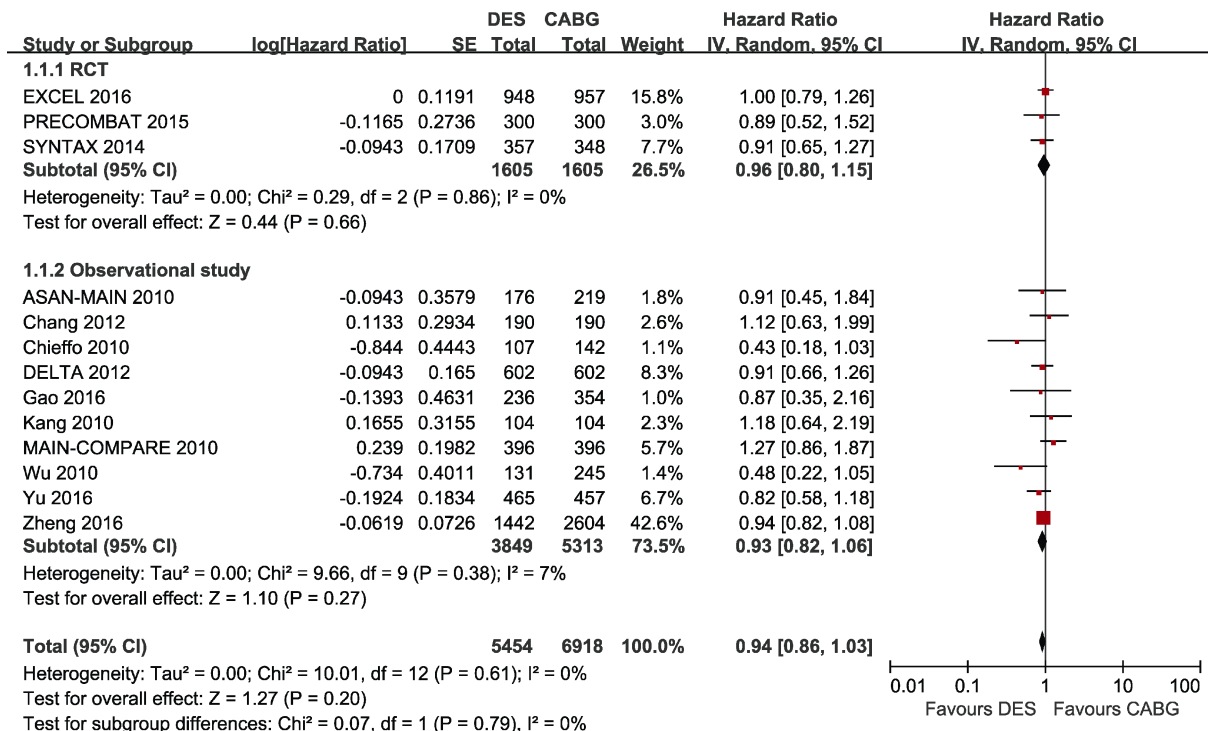 DES CABG Hazard Ratio Hazard Ratio
Study or Subgroup log[Hazard Ratio] SE Total Total Weight IV, Random, 95% CI IV, Random, 95% CI
1.1.1 RCT
EXCEL 2016 0 0.1191 948 957 15.8% 1.00 [0.79, 1.26]
PRECOMBAT 2015 -0.1165 0.2736 300 300 3.0% 0.89 [0.52, 1.52]
SYNTAX 2014 -0.0943 0.1709 357 348 7.7% 0.91 [0.65, 1.27]
Subtotal (95% CI) 1605 1605 26.5% 0.96 [0.80, 1.15]
Heterogeneity: Tau² = 0.00; Chi² = 0.29, df = 2 (P = 0.86); I² = 0%
Test for overall effect: Z = 0.44 (P = 0.66)
1.1.2 Observational study
ASAN-MAIN 2010 -0.0943 0.3579 176 219 1.8% 0.91 [0.45, 1.84]
Chang 2012 0.1133 0.2934 190 190 2.6% 1.12 [0.63, 1.99]
Chieffo 2010 -0.844 0.4443 107 142 1.1% 0.43 [0.18, 1.03]
DELTA 2012 -0.0943 0.165 602 602 8.3% 0.91 [0.66, 1.26]
Gao 2016 -0.1393 0.4631 236 354 1.0% 0.87 [0.35, 2.16]
Kang 2010 0.1655 0.3155 104 104 2.3% 1.18 [0.64, 2.19]
MAIN-COMPARE 2010 0.239 0.1982 396 396 5.7% 1.27 [0.86, 1.87]
Wu 2010 -0.734 0.4011 131 245 1.4% 0.48 [0.22, 1.05]
Yu 2016 -0.1924 0.1834 465 457 6.7% 0.82 [0.58, 1.18]
Zheng 2016 -0.0619 0.0726 1442 2604 42.6% 0.94 [0.82, 1.08]
Subtotal (95% CI) 3849 5313 73.5% 0.93 [0.82, 1.06]
Heterogeneity: Tau² = 0.00; Chi² = 9.66, df = 9 (P = 0.38); I² = 7%
Test for overall effect: Z = 1.10 (P = 0.27)
Total (95% CI) 5454 6918 100.0% 0.94 [0.86, 1.03]
Heterogeneity: Tau² = 0.00; Chi² = 10.01, df = 12 (P = 0.61); I² = 0%
Test for overall effect: Z = 1.27 (P = 0.20)
Test for subgroup differences: Chi² = 0.07, df = 1 (P = 0.79), I² = 0%
0.01 0.1 1 10 100
Favours DES Favours CABG